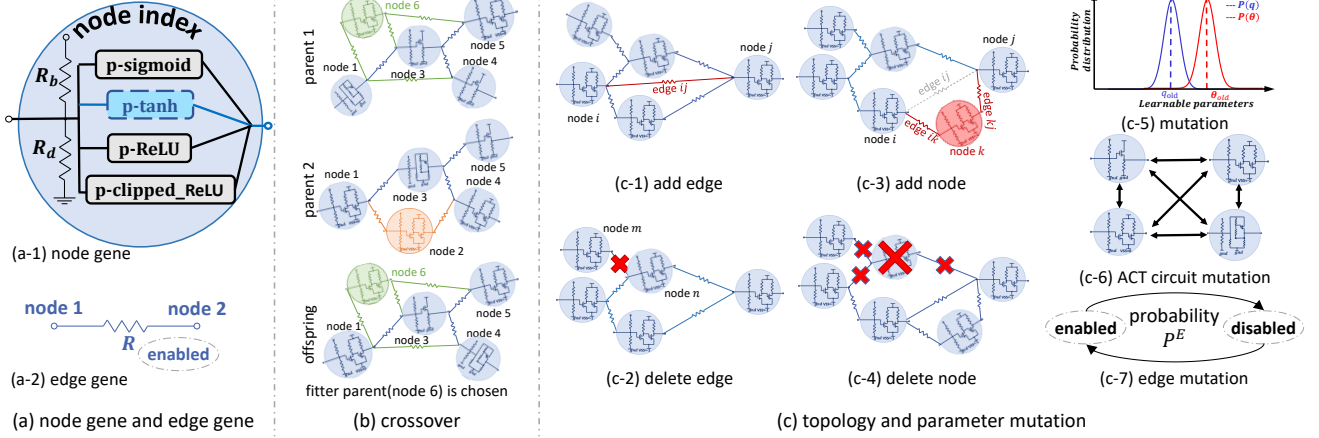 node index
R_b
R_d
p-sigmoid
p-tanh
p-ReLU
p-clipped_ReLU
(a-1) node gene
node 1
node 2
R
enabled
(a-2) edge gene
(a) node gene and edge gene
parent 1
node 6
node 1
node 3
node 5
node 4
parent 2
node 1
node 3
node 5
node 4
node 2
offspring
node 6
node 1
node 3
node 5
node 4
fitter parent(node 6) is chosen
(b) crossover
node j
edge ij
node i
(c-1) add edge
node m
node n
(c-2) delete edge
node j
edge ij
edge kj
edge ik
node i
node k
(c-3) add node
(c-4) delete node
P(q)
P(θ)
Probability
distribution
q_old
θ_old
Learnable parameters
(c-5) mutation
(c-6) ACT circuit mutation
enabled
probability
P^E
disabled
(c-7) edge mutation
(c) topology and parameter mutation